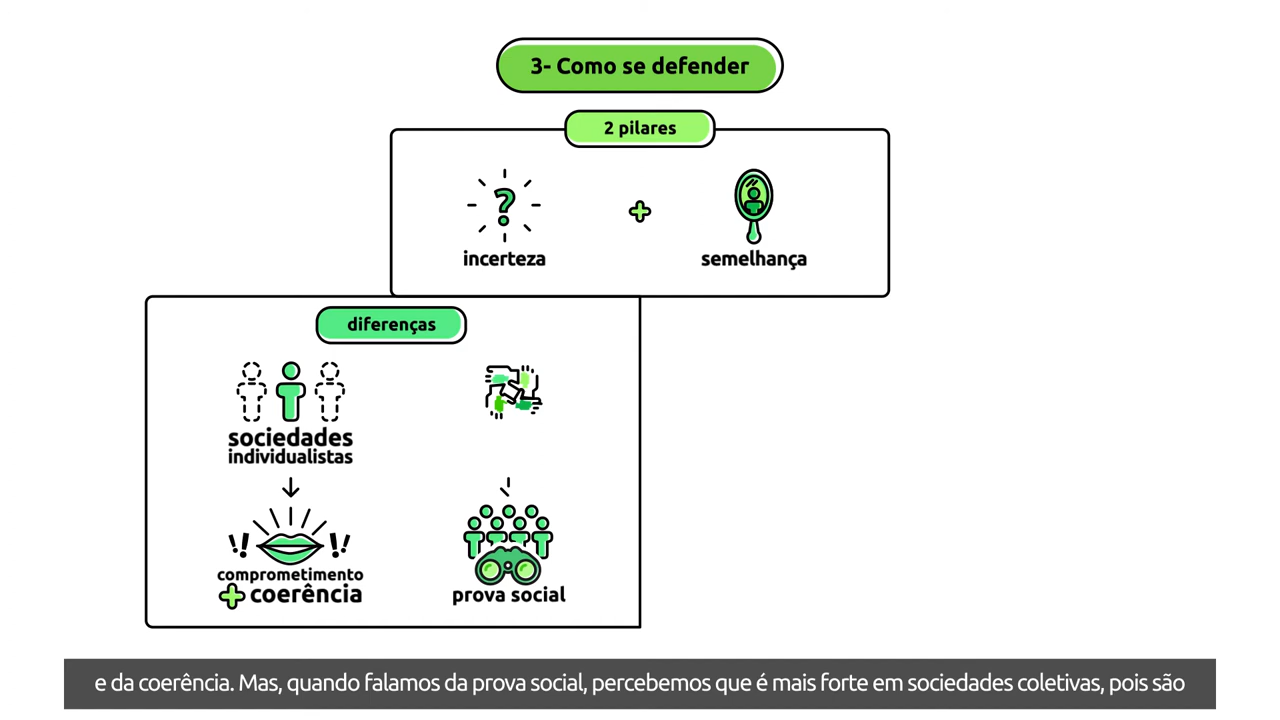 3- Como se defender
2 pilares
incerteza
semelhança
diferenças
sociedades
individualistas
comprometimento
coerência
prova social
e da coerência. Mas, quando falamos da prova social, percebemos que é mais forte em sociedades coletivas, pois são